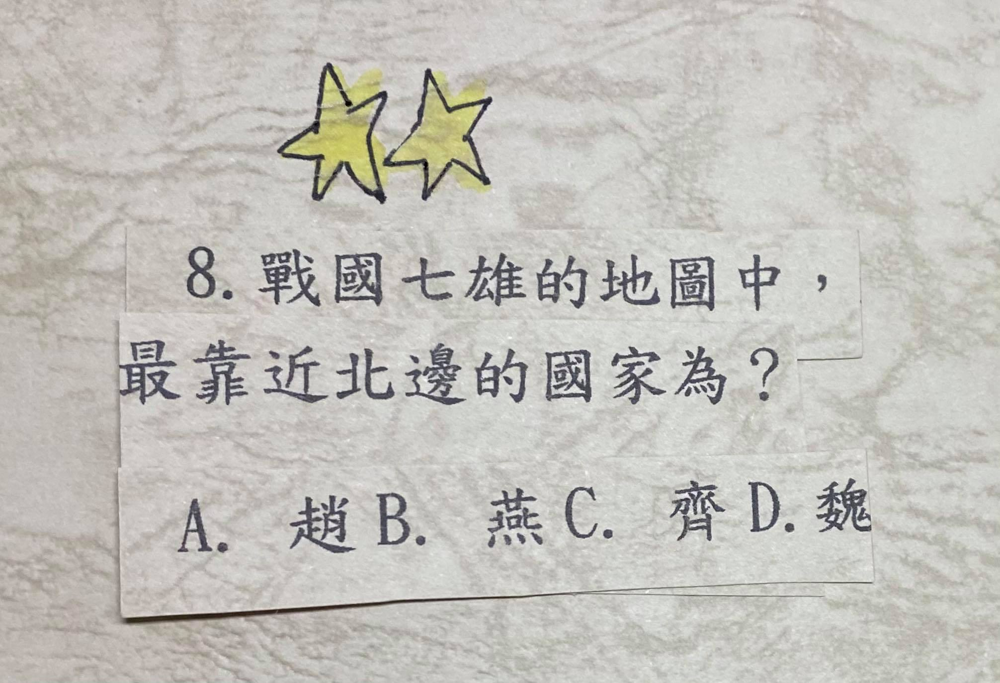 8. 戰國七雄的地圖中，
最靠近北邊的國家為?
A. 趙 B. 燕 C. 齊 D. 魏